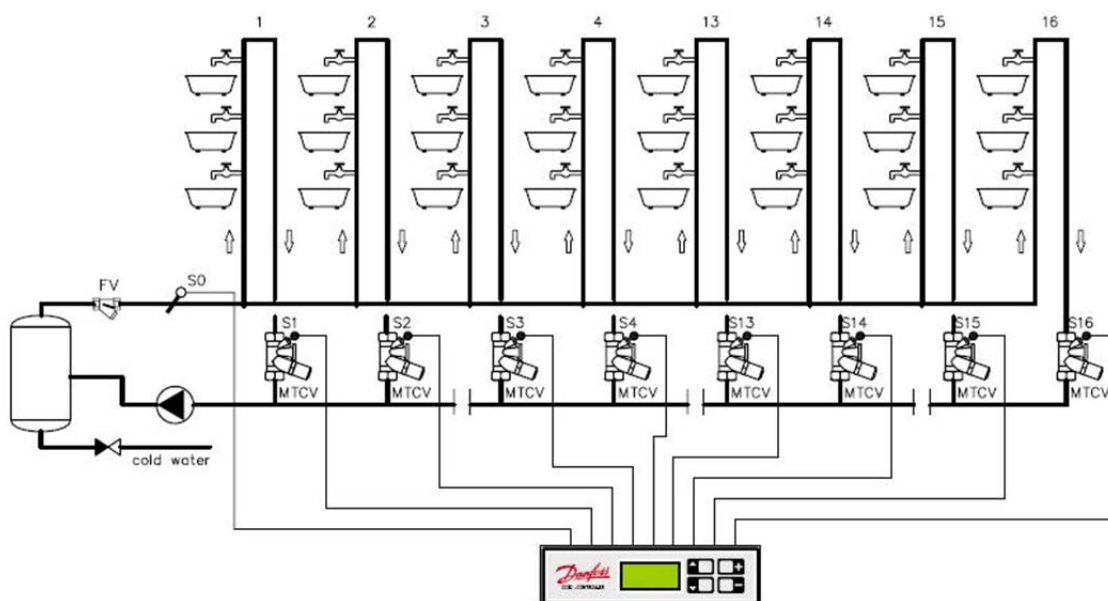 1 2 3 4 13 14 15 16
FV S0
S1 S2 S3 S4 S13 S14 S15 S16
MTCV MTCV MTCV MTCV MTCV MTCV MTCV MTCV
cold water
Danfoss
+
-